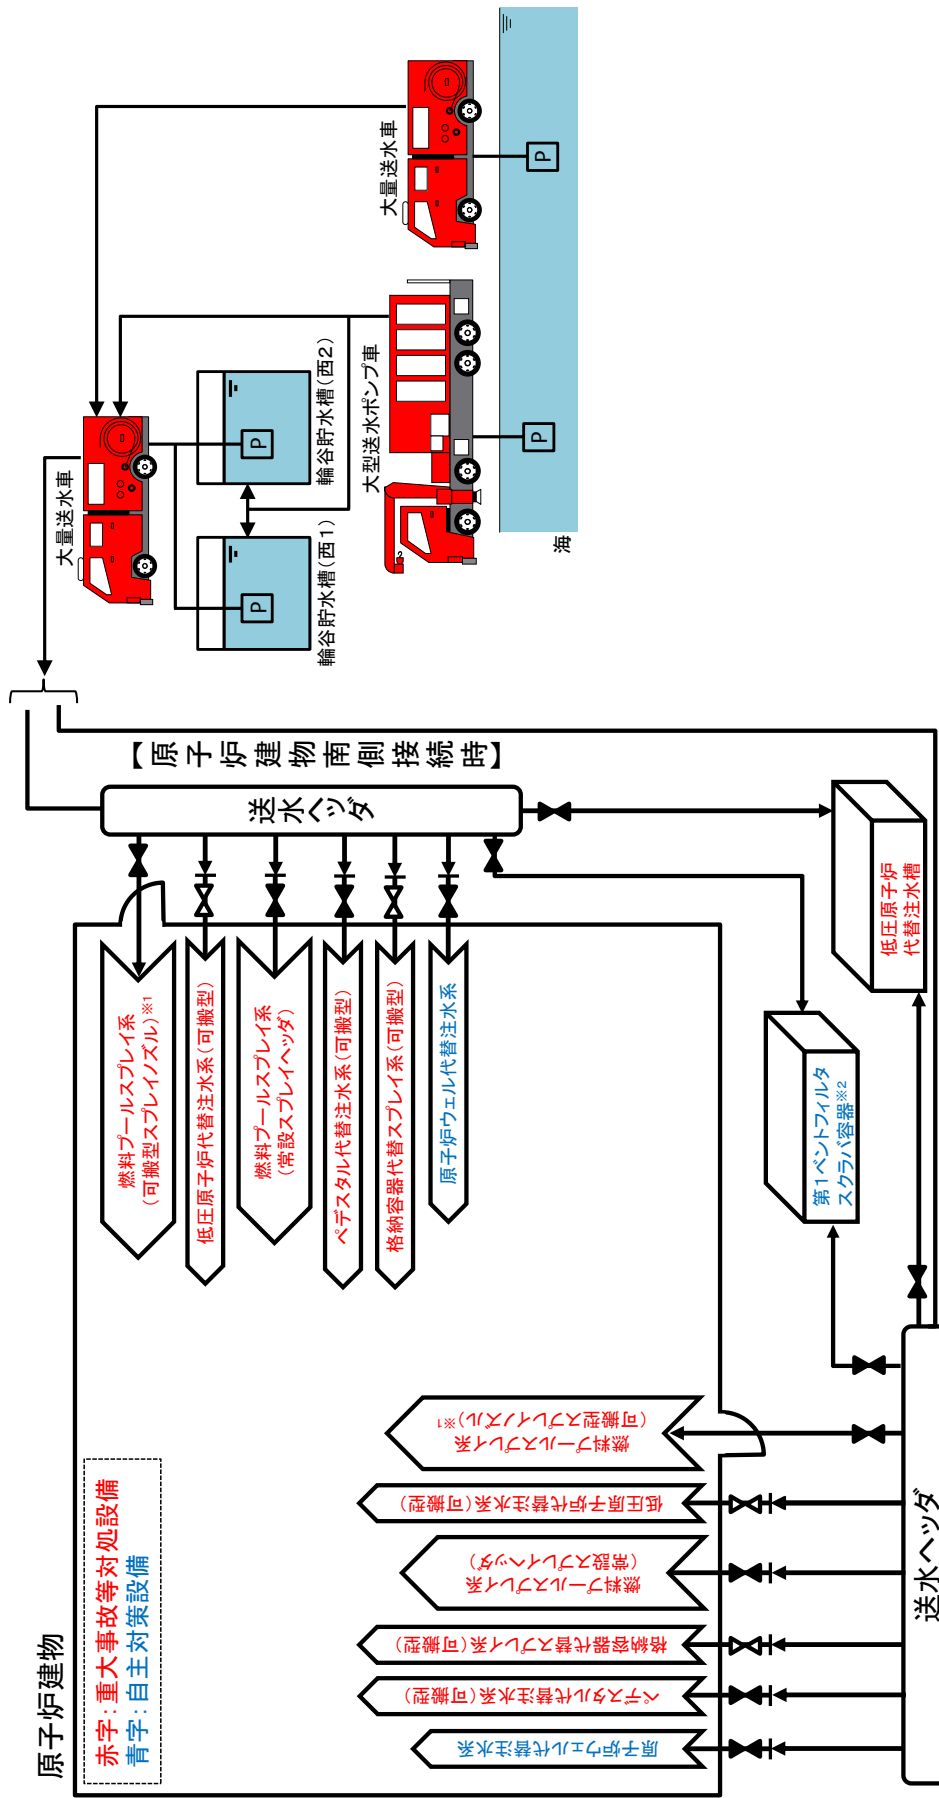 原子炉建物
赤字：重大事故等対処設備
青字：自主対策設備
燃料プールスプレイ系
(可搬型スプレイノズル)※1
低圧原子炉代替注水系(可搬型)
燃料プールスプレイ系
(常設スプレイヘッダ)
ペデスタル代替注水系(可搬型)
格納容器代替スプレイ系(可搬型)
原子炉ウェル代替注水系
送水ヘッダ
【原子炉建物南側接続時】
大量送水車
輪谷貯水槽(西1)
P
輪谷貯水槽(西2)
P
大型送水ポンプ車
P
大量送水車
P
海
低圧原子炉
代替注水槽
第1ベントフィルタ
スクラバ容器※2
燃料プールスプレイ系
(可搬型スプレイノズル)※1
低圧原子炉代替注水系(可搬型)
燃料プールスプレイ系
(常設スプレイヘッダ)
格納容器代替スプレイ系(可搬型)
ペデスタル代替注水系(可搬型)
原子炉ウェル代替注水系
送水ヘッダ